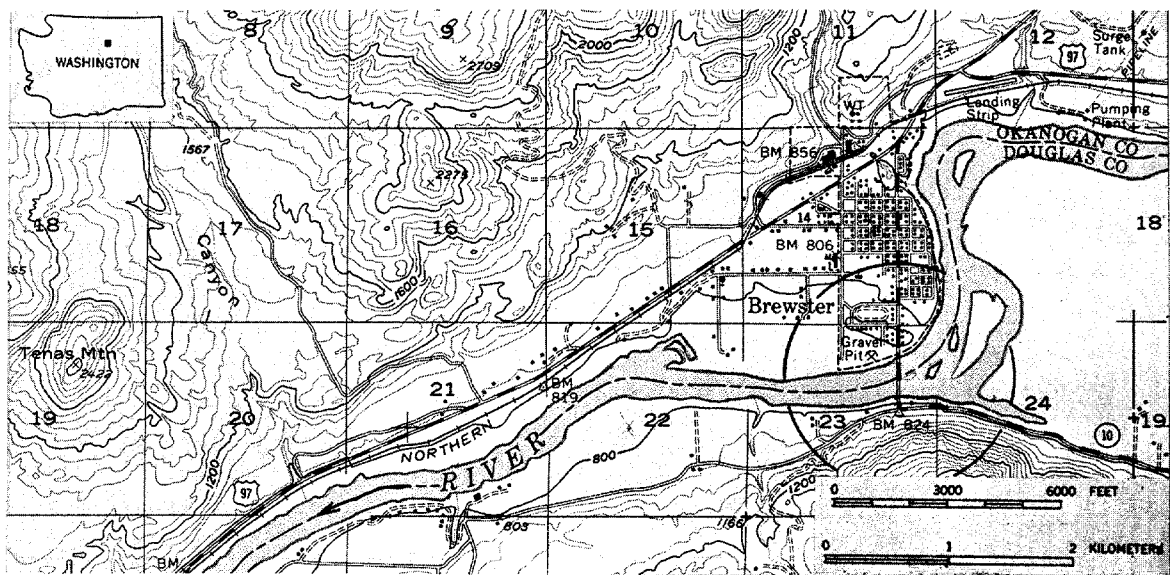 WASHINGTON
8
9
10
11
12
2000
1200
2709
Surge
Tank
97
PIPELINE
WT
Landing
Strip
Pumping
Plant
OKANOGAN CO
DOUGLAS CO
1567
2275
BM 856
18
Canyon
17
16
15
14
BM 806
18
1600
Brewster
Tenas Mtn
2422
Gravel
Pit
21
BM
819
19
20
22
23
24
19
BM 824
10
NORTHERN
RIVER
800
97
1200
803
1166
BM
0 3000 6000 FEET
0 1 2 KILOMETERS